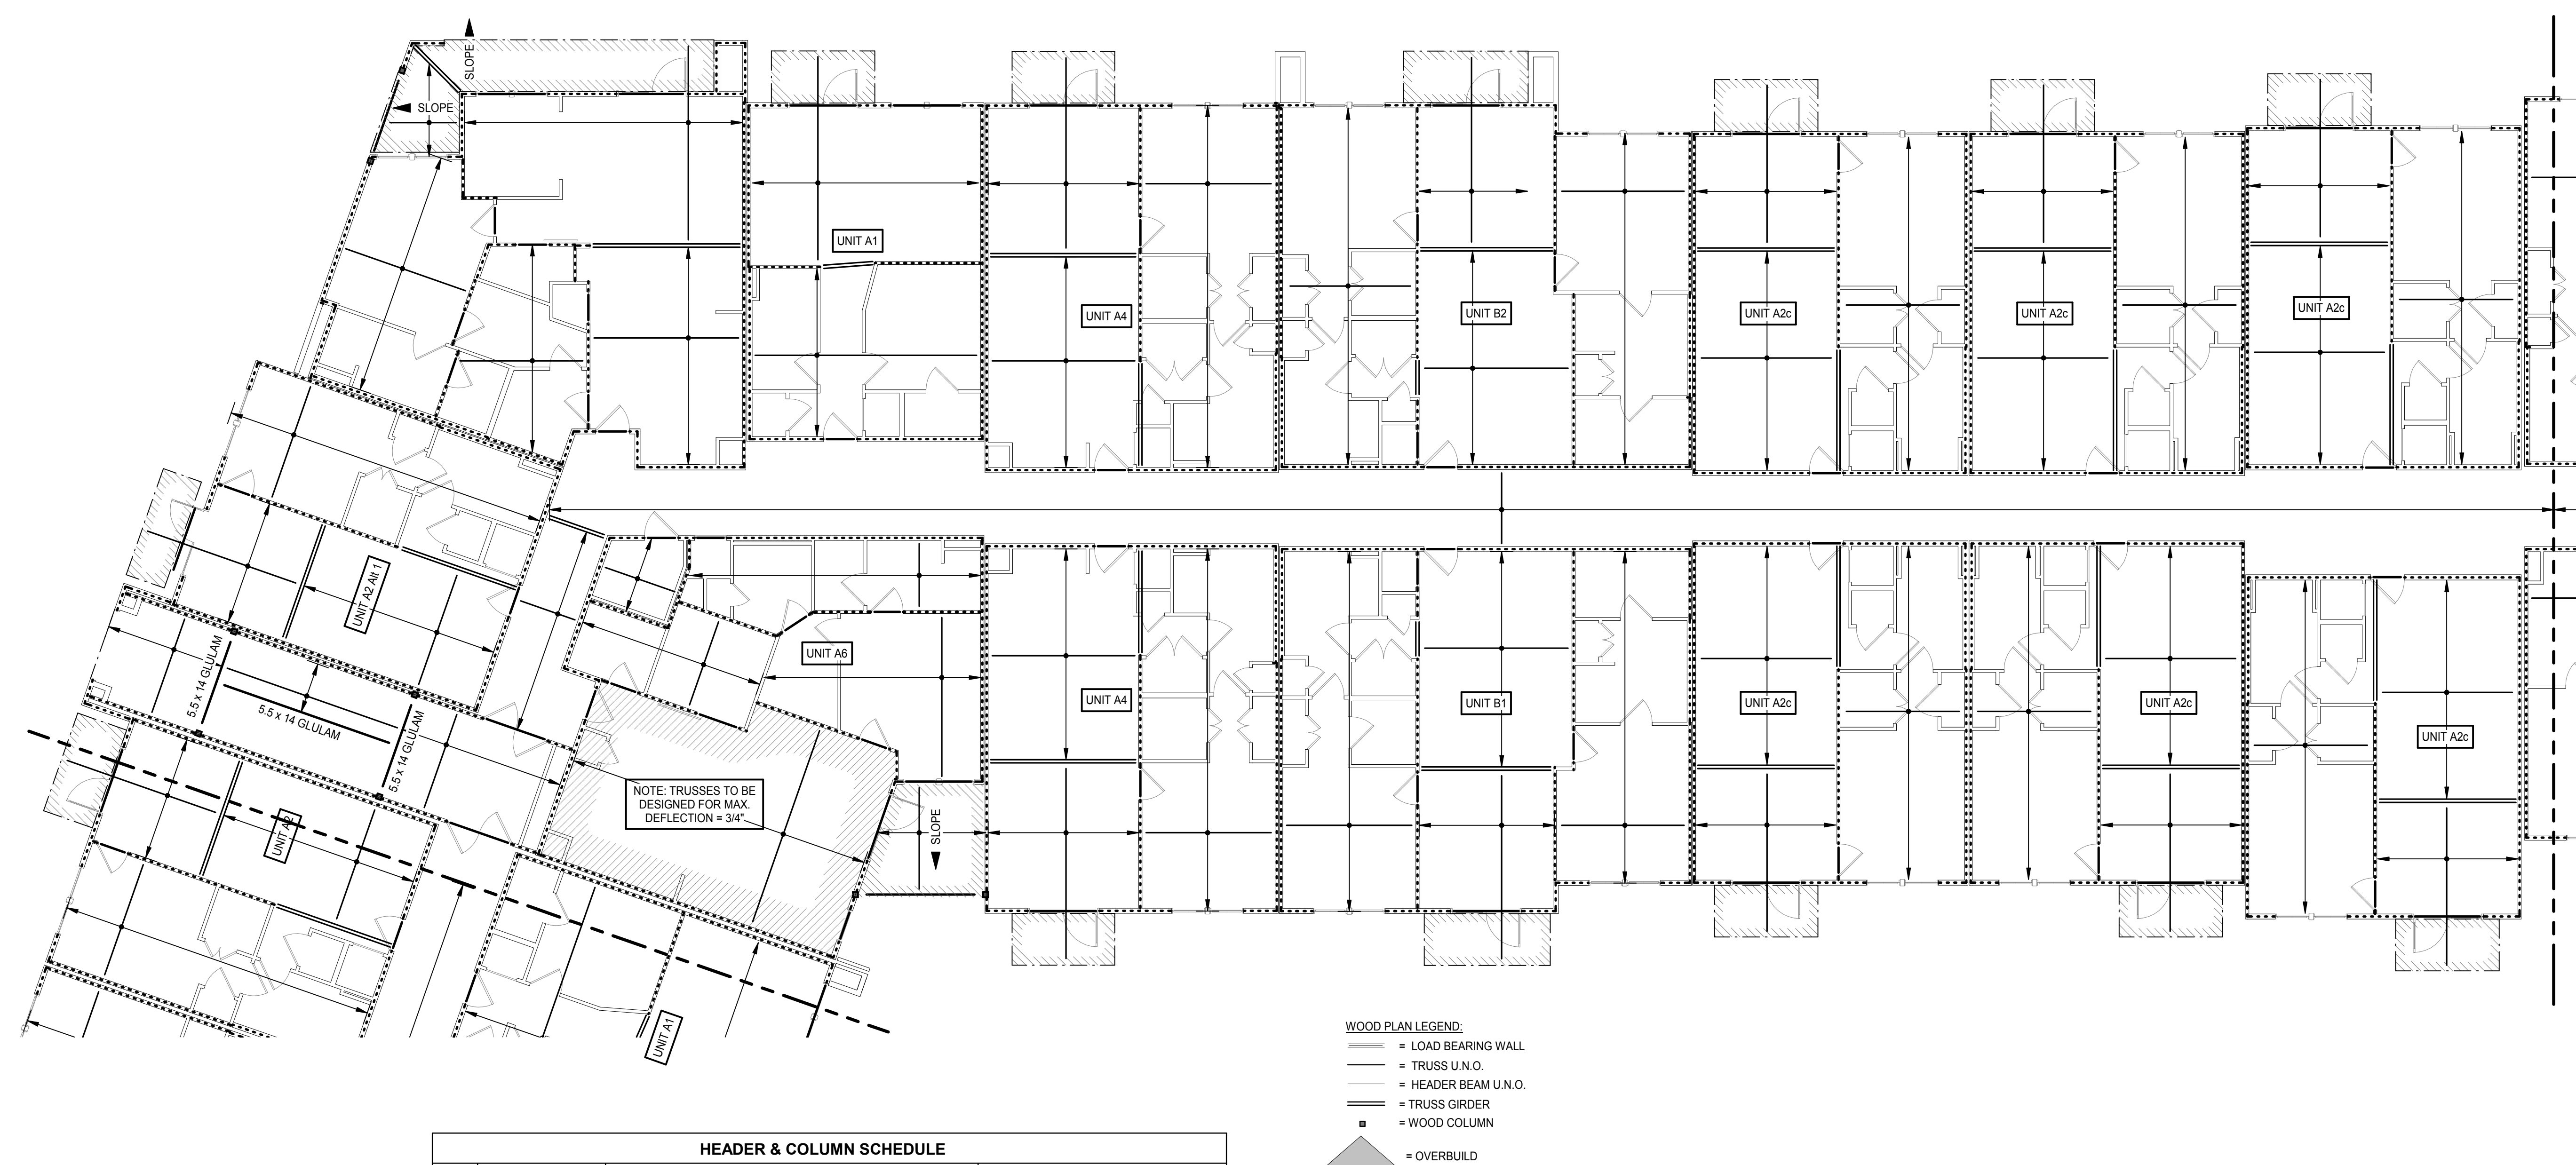 SLOPE
SLOPE
UNIT A1
UNIT A4
UNIT B2
UNIT A2c
UNIT A2c
UNIT A2c
UNIT A2 Alt 1
UNIT A6
UNIT A4
UNIT B1
UNIT A2c
UNIT A2c
UNIT A2c
5.5 x 14 GLULAM
5.5 x 14 GLULAM
5.5 x 14 GLULAM
NOTE: TRUSSES TO BE
DESIGNED FOR MAX.
DEFLECTION = 3/4"
SLOPE
UNIT A2
UNIT A1
WOOD PLAN LEGEND:
= LOAD BEARING WALL
= TRUSS U.N.O.
= HEADER BEAM U.N.O.
= TRUSS GIRDER
= WOOD COLUMN
= OVERBUILD
HEADER & COLUMN SCHEDULE